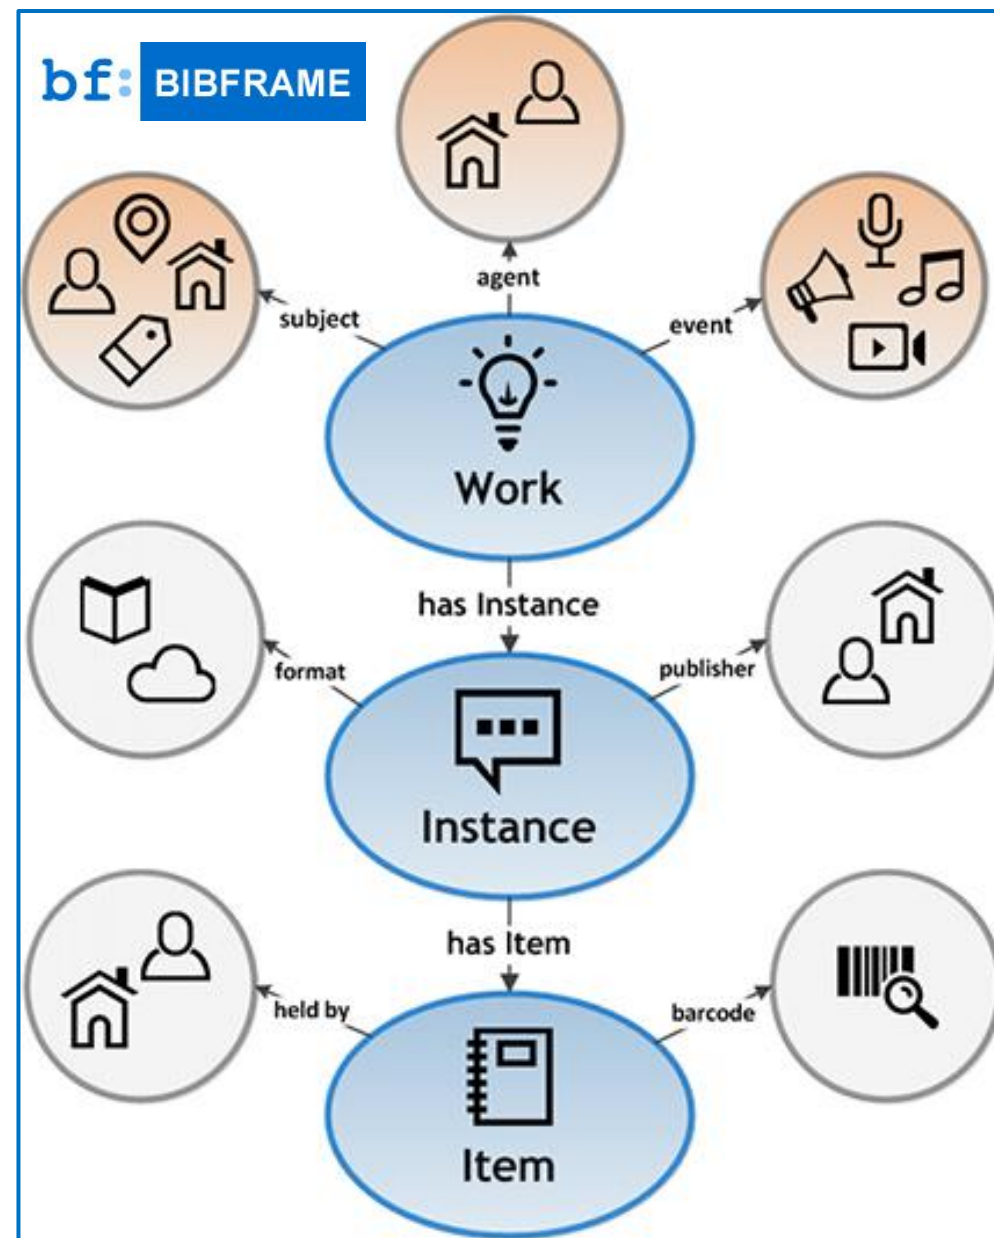 bf: BIBFRAME
agent
subject
event
Work
has Instance
format
publisher
Instance
has Item
held by
barcode
Item